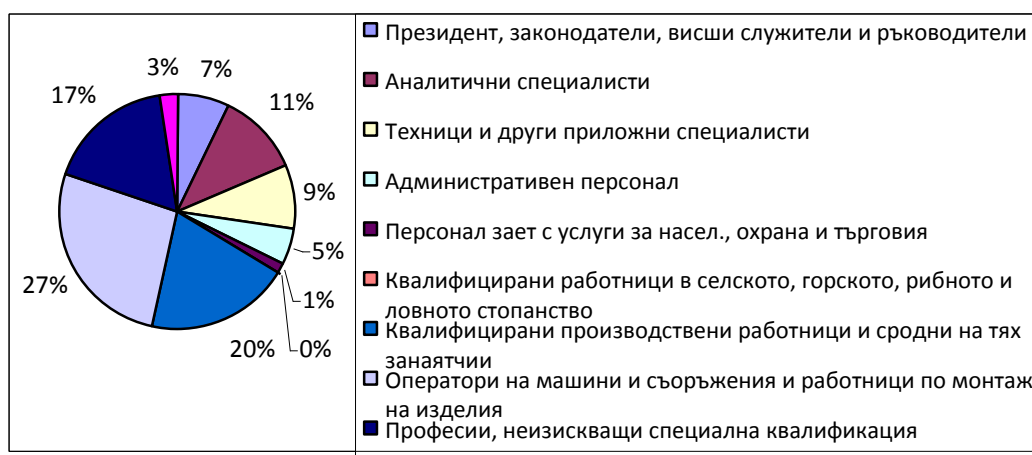 3%
7%
17%
11%
9%
5%
27%
1%
20%
0%
Президент, законодатели, висши служители и ръководители
Аналитични специалисти
Техници и други приложни специалисти
Административен персонал
Персонал зает с услуги за насел., охрана и търговия
Квалифицирани работници в селското, горското, рибното и
ловното стопанство
Квалифицирани производствени работници и сродни на тях
занаятчии
Оператори на машини и съоръжения и работници по монтаж
на изделия
Професии, неизискващи специална квалификация